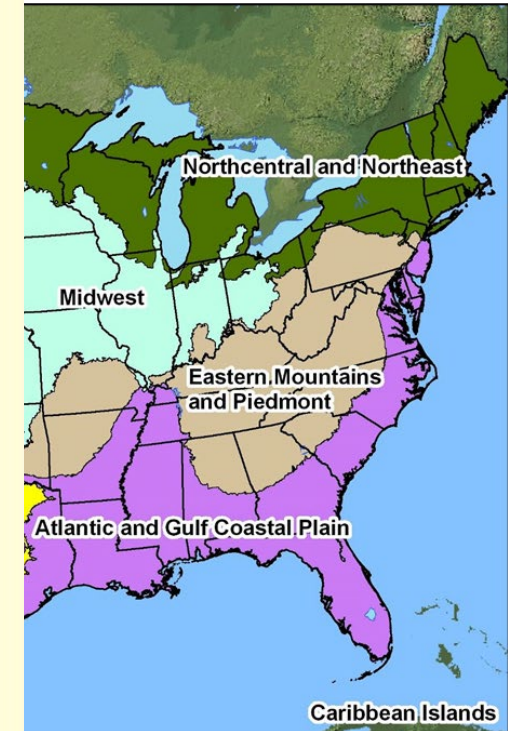 Northcentral and Northeast
Midwest
Eastern Mountains
and Piedmont
Atlantic and Gulf Coastal Plain
Caribbean Islands